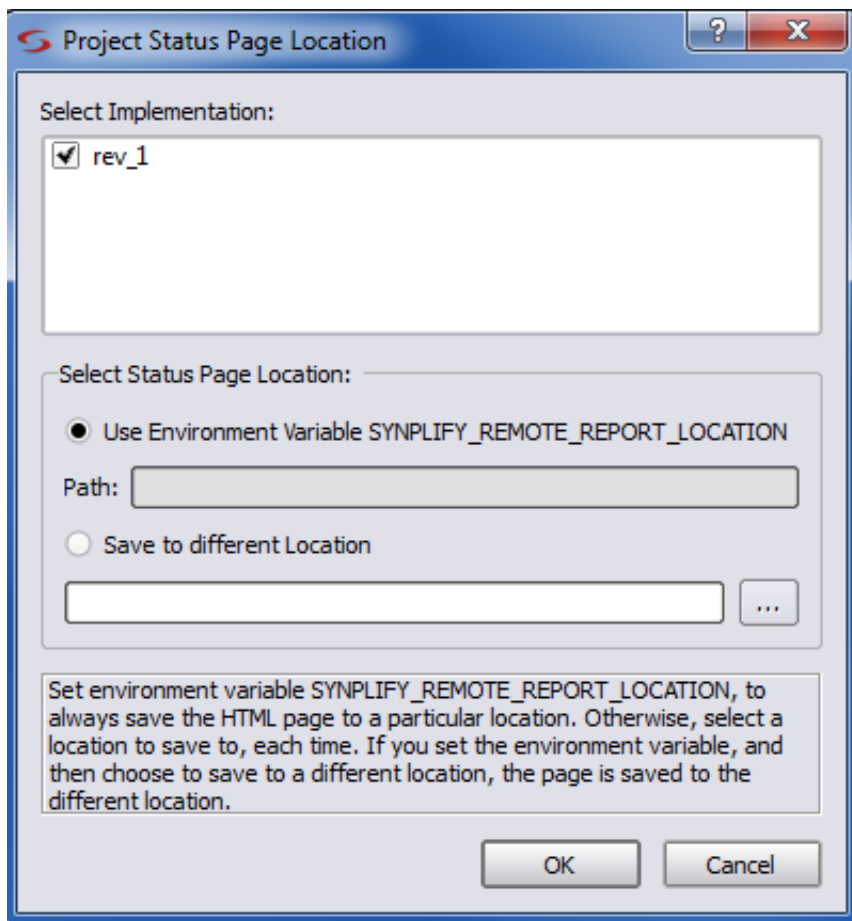 Project Status Page Location
?
X
Select Implementation:
rev_1
Select Status Page Location:
Use Environment Variable SYNPLIFY_REMOTE_REPORT_LOCATION
Path:
Save to different Location
...
Set environment variable SYNPLIFY_REMOTE_REPORT_LOCATION, to
always save the HTML page to a particular location. Otherwise, select a
location to save to, each time. If you set the environment variable, and
then choose to save to a different location, the page is saved to the
different location.
OK Cancel